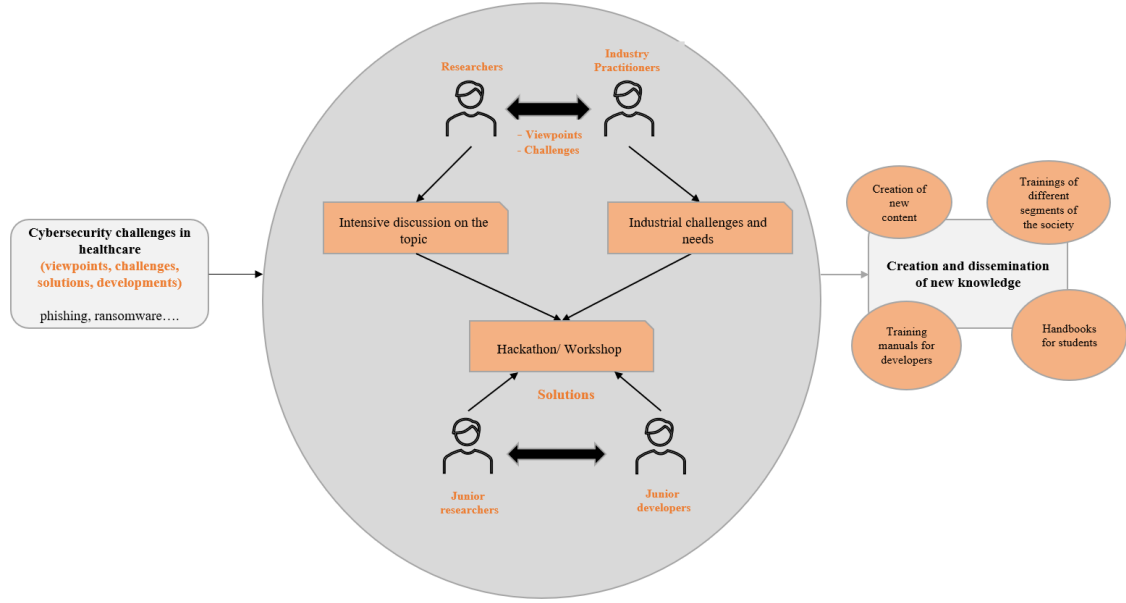 Cybersecurity challenges in
healthcare
(viewpoints, challenges,
solutions, developments)
phishing, ransomware….
Researchers
Industry
Practitioners
- Viewpoints
- Challenges
Intensive discussion on the
topic
Industrial challenges and
needs
Hackathon/ Workshop
Solutions
Junior
researchers
Junior
developers
Creation of
new
content
Trainings of
different
segments of
the society
Creation and dissemination
of new knowledge
Training
manuals for
developers
Handbooks
for students